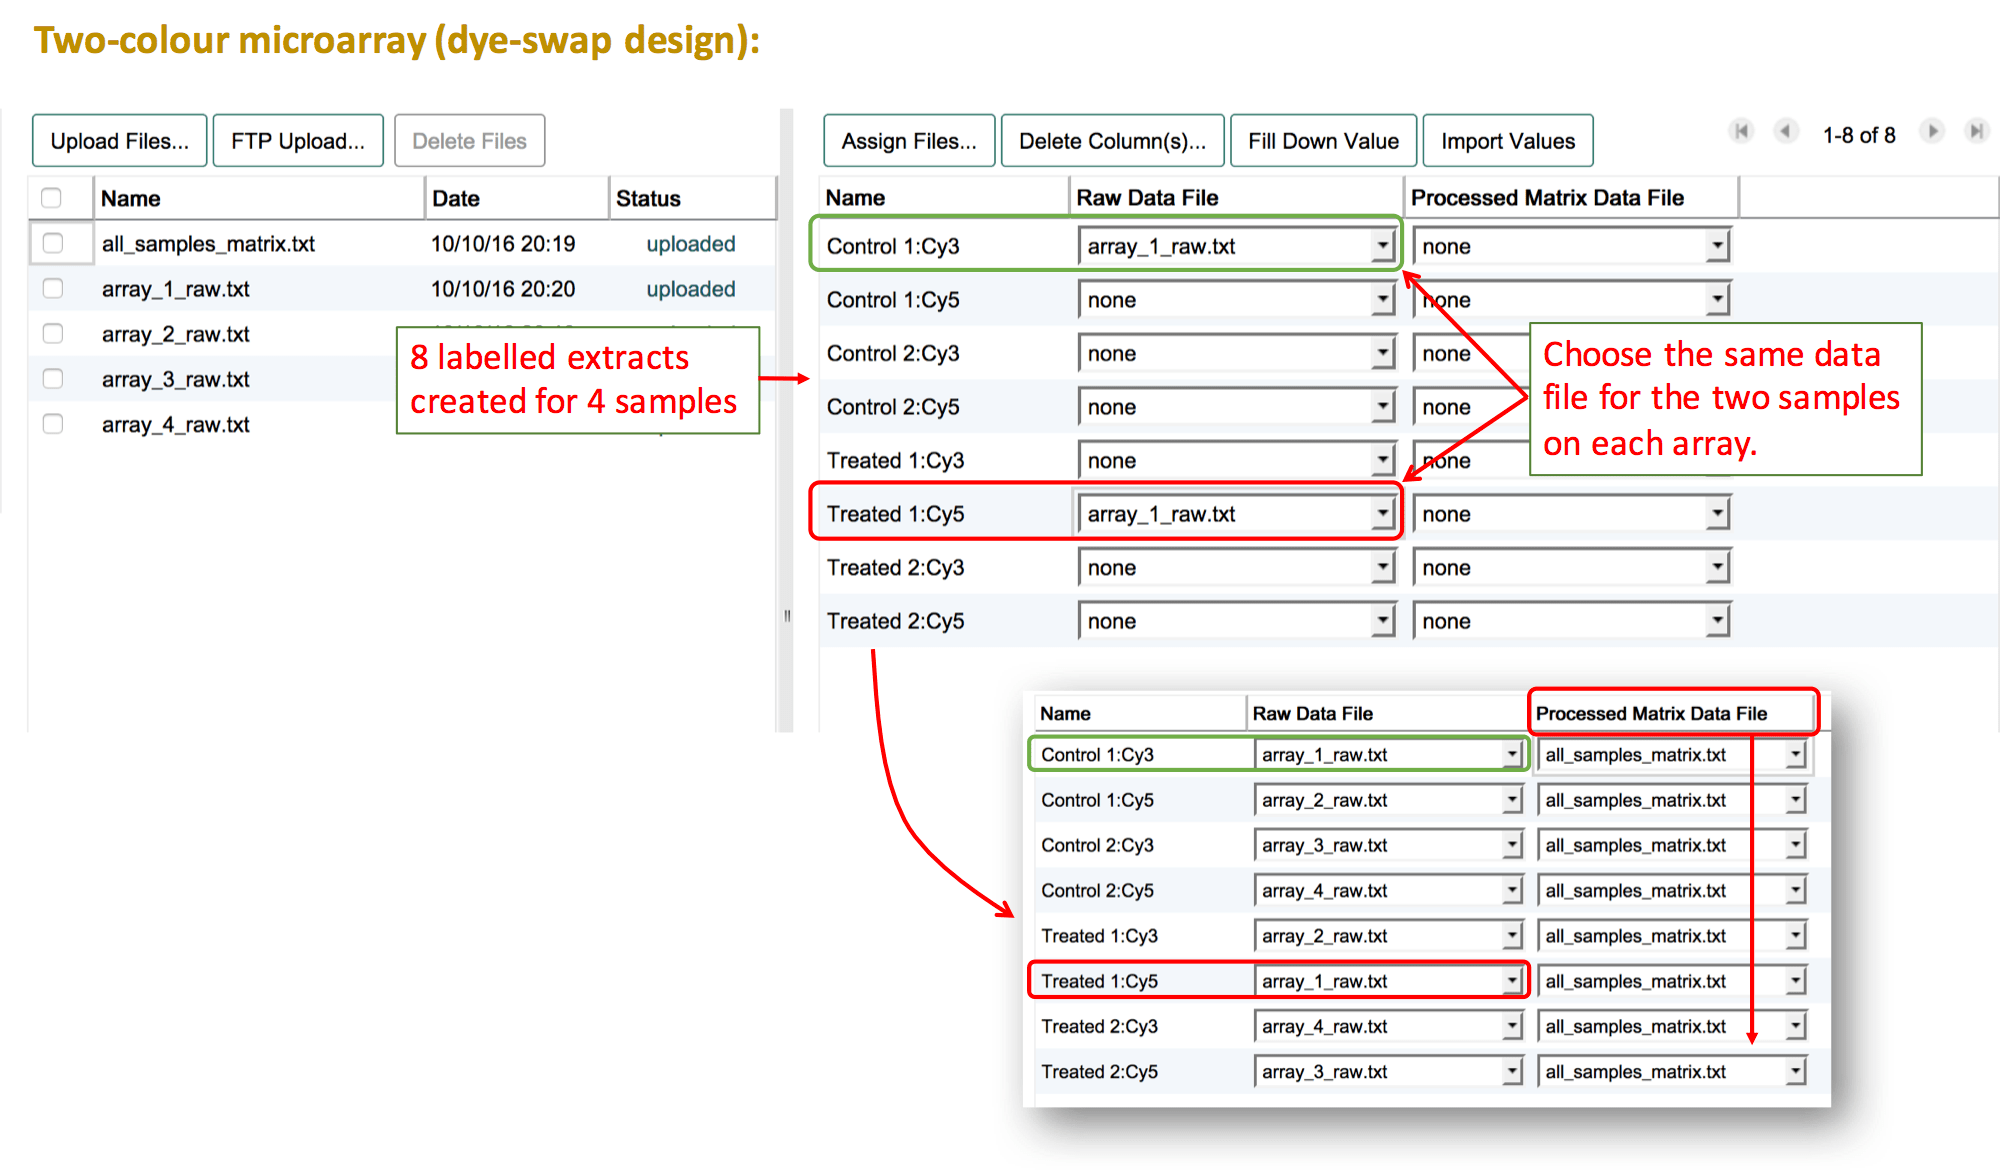 Two-colour microarray (dye-swap design):
Upload Files... FTP Upload... Delete Files
Name Date Status
all_samples_matrix.txt 10/10/16 20:19 uploaded
array_1_raw.txt 10/10/16 20:20 uploaded
array_2_raw.txt
array_3_raw.txt
array_4_raw.txt
8 labelled extracts
created for 4 samples
Assign Files... Delete Column(s)... Fill Down Value Import Values 1-8 of 8
Name Raw Data File Processed Matrix Data File
Control 1:Cy3 array_1_raw.txt none
Control 1:Cy5 none none
Control 2:Cy3 none none
Control 2:Cy5 none none
Treated 1:Cy3 none none
Treated 1:Cy5 array_1_raw.txt none
Treated 2:Cy3 none none
Treated 2:Cy5 none none
Choose the same data
file for the two samples
on each array.
Name Raw Data File Processed Matrix Data File
Control 1:Cy3 array_1_raw.txt all_samples_matrix.txt
Control 1:Cy5 array_2_raw.txt all_samples_matrix.txt
Control 2:Cy3 array_3_raw.txt all_samples_matrix.txt
Control 2:Cy5 array_4_raw.txt all_samples_matrix.txt
Treated 1:Cy3 array_2_raw.txt all_samples_matrix.txt
Treated 1:Cy5 array_1_raw.txt all_samples_matrix.txt
Treated 2:Cy3 array_4_raw.txt all_samples_matrix.txt
Treated 2:Cy5 array_3_raw.txt all_samples_matrix.txt